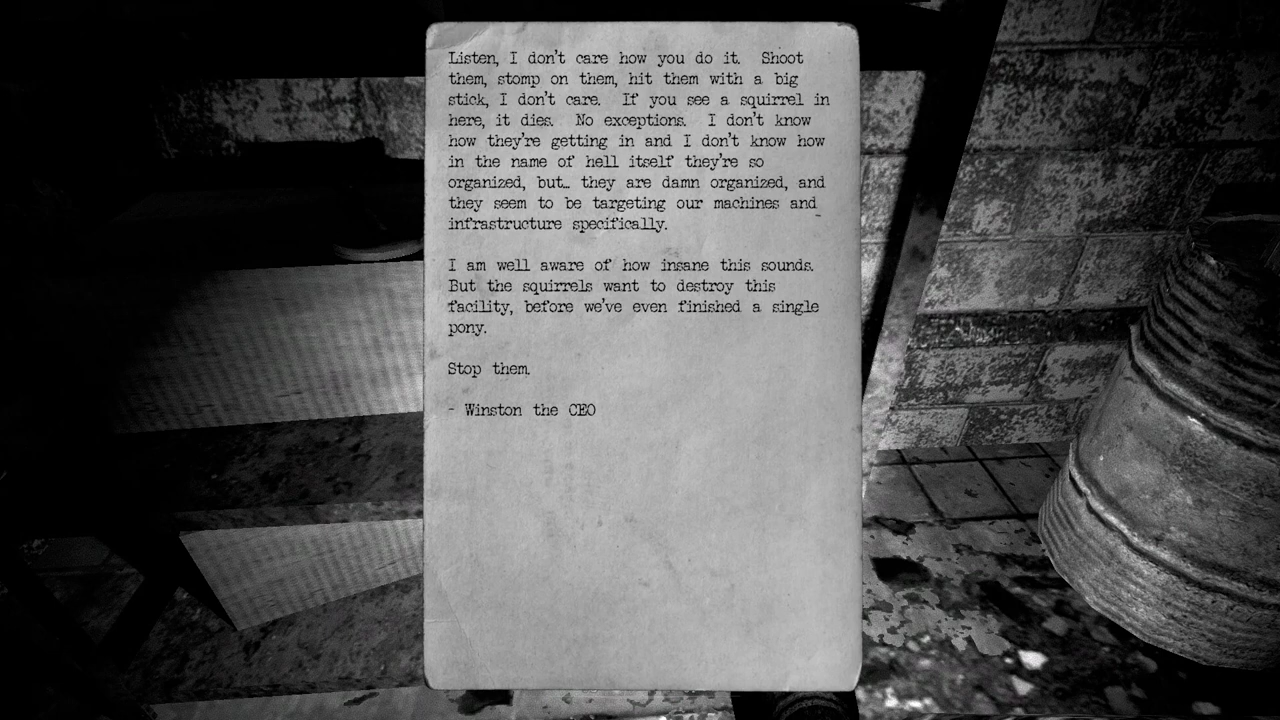 Listen, I don't care how you do it.  Shoot
them, stomp on them, hit them with a big
stick, I don't care.  If you see a squirrel in
here, it dies.  No exceptions.  I don't know
how they're getting in and I don't know how
in the name of hell itself they're so
organized, but... they are damn organized, and
they seem to be targeting our machines and
infrastructure specifically.
I am well aware of how insane this sounds.
But the squirrels want to destroy this
facility, before we've even finished a single
pony.
Stop them.
- Winston the CEO